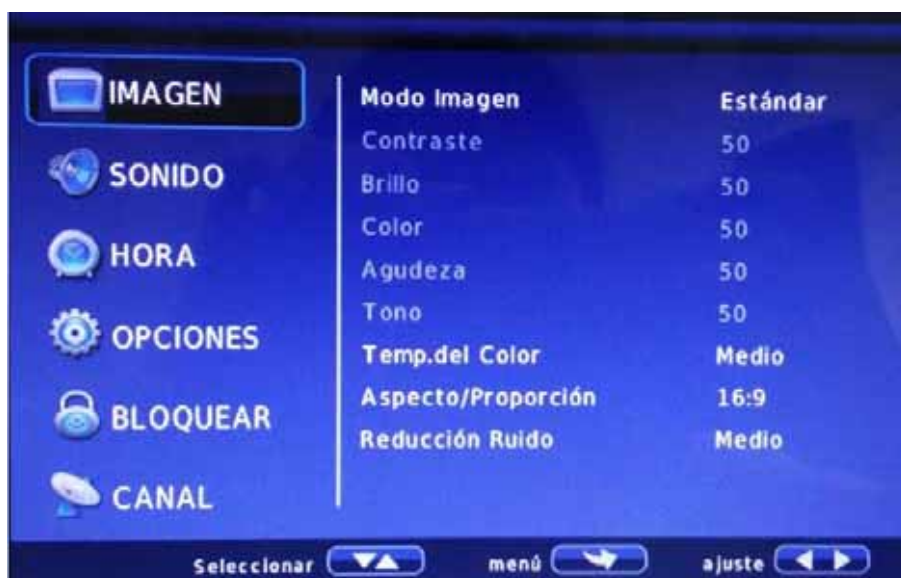 IMAGEN
SONIDO
HORA
OPCIONES
BLOQUEAR
CANAL
Modo Imagen Estándar
Contraste 50
Brillo 50
Color 50
Agudeza 50
Tono 50
Temp.del Color Medio
Aspecto/Proporción 16:9
Reducción Ruido Medio
Seleccionar menú ajuste